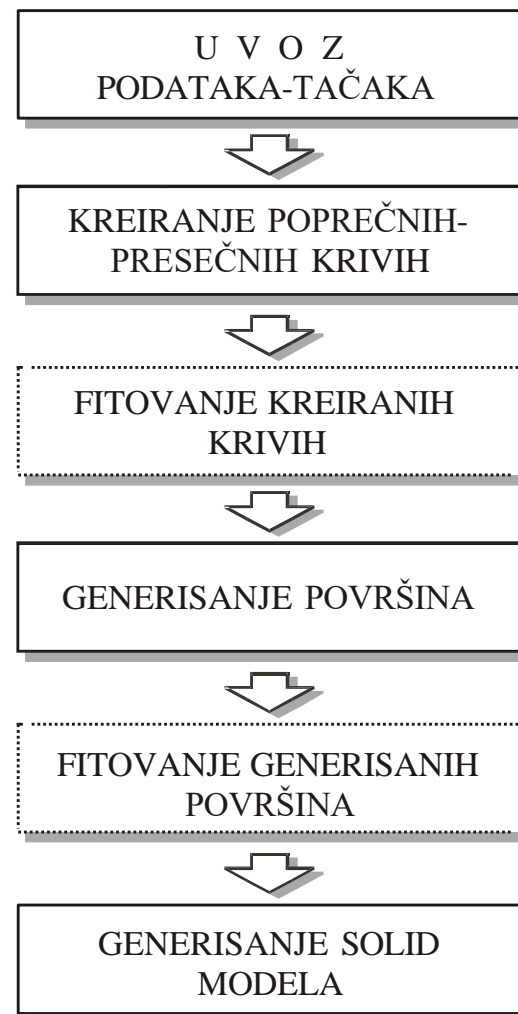 U V O Z
PODATAKA-TAČAKA
KREIRANJE POPREČNIH-
PRESEČNIH KRIVIH
FITOVANJE KREIRANIH
KRIVIH
GENERISANJE POVRŠINA
FITOVANJE GENERISANIH
POVRŠINA
GENERISANJE SOLID
MODELA